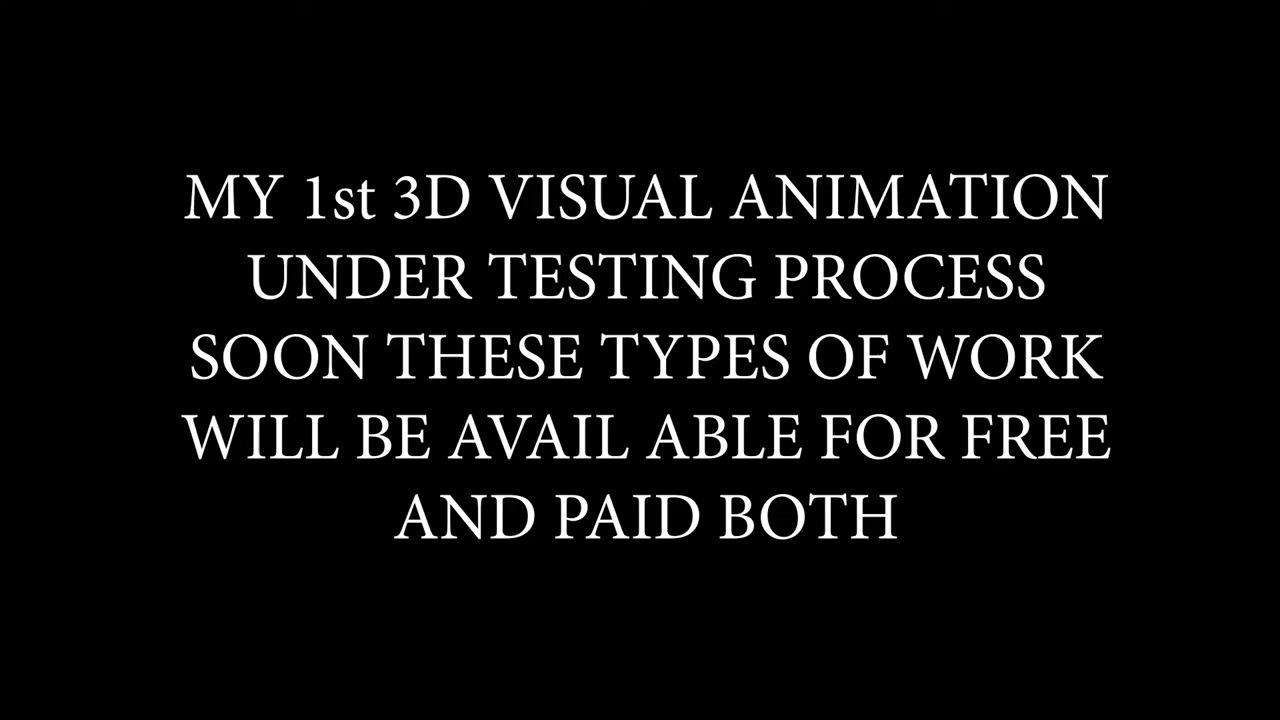 MY 1st 3D VISUAL ANIMATION
UNDER TESTING PROCESS
SOON THESE TYPES OF WORK
WILL BE AVAIL ABLE FOR FREE
AND PAID BOTH